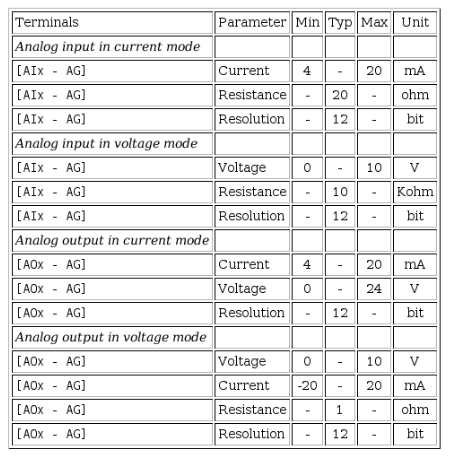 Terminals Parameter Min Typ Max Unit
Analog input in current mode
[AIx - AG] Current 4 - 20 mA
[AIx - AG] Resistance - 20 - ohm
[AIx - AG] Resolution - 12 - bit
Analog input in voltage mode
[AIx - AG] Voltage 0 - 10 V
[AIx - AG] Resistance - 10 - Kohm
[AIx - AG] Resolution - 12 - bit
Analog output in current mode
[AOx - AG] Current 4 - 20 mA
[AOx - AG] Voltage 0 - 24 V
[AOx - AG] Resolution - 12 - bit
Analog output in voltage mode
[AOx - AG] Voltage 0 - 10 V
[AOx - AG] Current -20 - 20 mA
[AOx - AG] Resistance - 1 - ohm
[AOx - AG] Resolution - 12 - bit